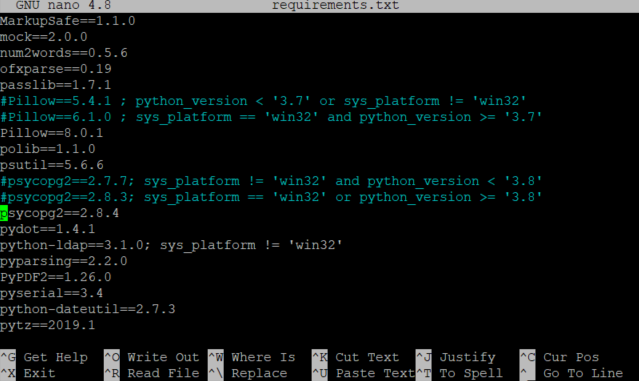 GNU nano 4.8 requirements.txt
MarkupSafe==1.1.0
mock==2.0.0
num2words==0.5.6
ofxparse==0.19
passlib==1.7.1
#Pillow==5.4.1 ; python_version < '3.7' or sys_platform != 'win32'
#Pillow==6.1.0 ; sys_platform == 'win32' and python_version >= '3.7'
Pillow==8.0.1
polib==1.1.0
psutil==5.6.6
#psycopg2==2.7.7; sys_platform != 'win32' and python_version < '3.8'
#psycopg2==2.8.3; sys_platform == 'win32' or python_version >= '3.8'
psycopg2==2.8.4
pydot==1.4.1
python-ldap==3.1.0; sys_platform != 'win32'
pyparsing==2.2.0
PyPDF2==1.26.0
pyserial==3.4
python-dateutil==2.7.3
pytz==2019.1
^G Get Help ^O Write Out ^W Where Is ^K Cut Text ^J Justify ^C Cur Pos
^X Exit ^R Read File ^\ Replace ^U Paste Text ^T To Spell ^_ Go To Line